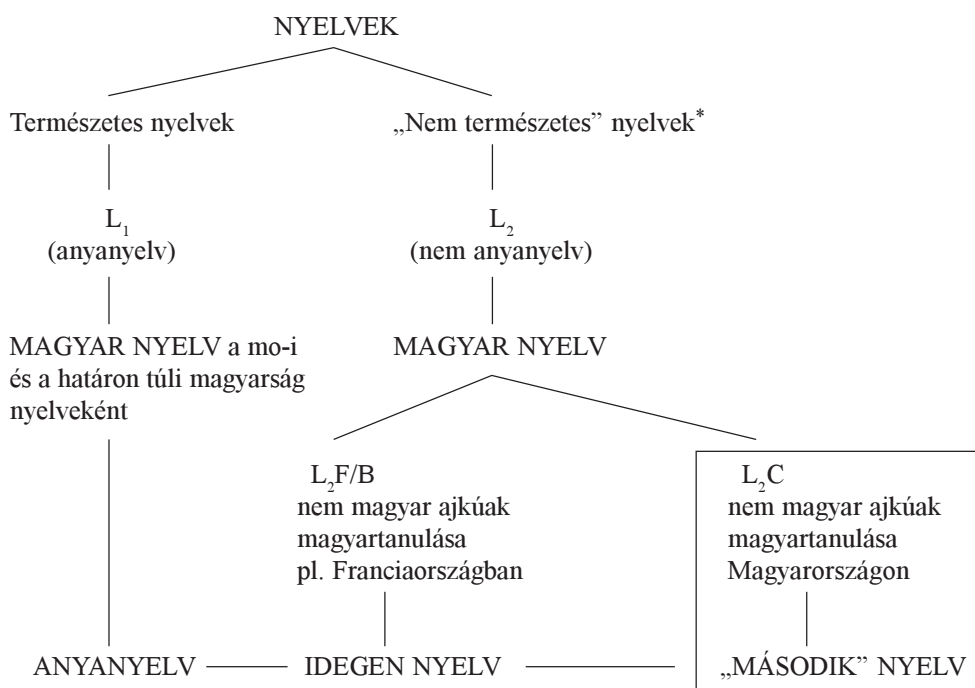 NYELVEK
Természetes nyelvek
„Nem természetes” nyelvek*
L₁
(anyanyelv)
L₂
(nem anyanyelv)
MAGYAR NYELV a mo-i
és a határon túli magyarság
nyelveként
MAGYAR NYELV
L₂F/B
nem magyar ajkúak
magyartanulása
pl. Franciaországban
L₂C
nem magyar ajkúak
magyartanulása
Magyarországon
ANYANYELV
IDEGEN NYELV
„MÁSODIK” NYELV